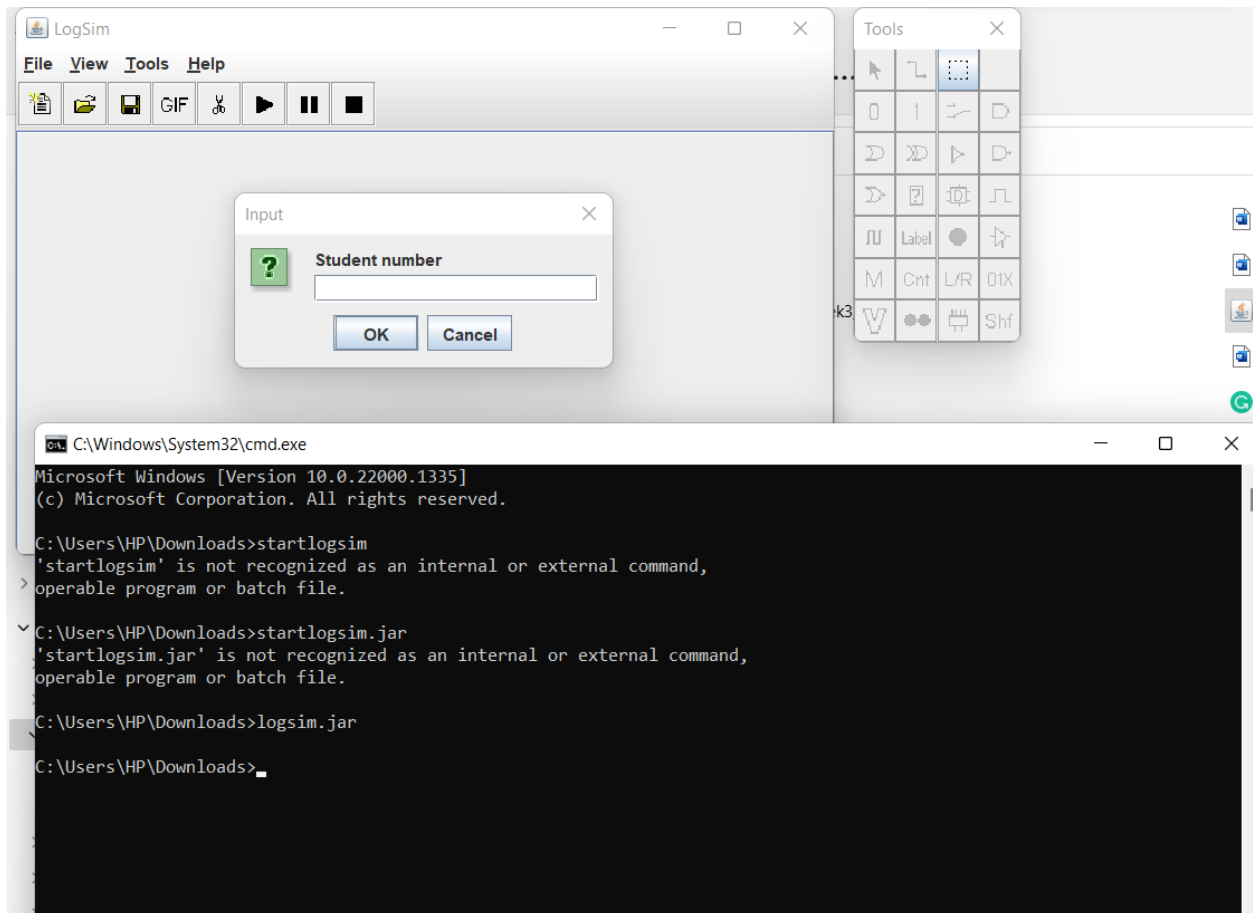 LogSim
File View Tools Help
GIF
Input
Student number
OK Cancel
Tools
0 1
Label
M Cnt L/R 01X
Shf
k3
C:\Windows\System32\cmd.exe
Microsoft Windows [Version 10.0.22000.1335]
(c) Microsoft Corporation. All rights reserved.
C:\Users\HP\Downloads>startlogsim
'startlogsim' is not recognized as an internal or external command,
operable program or batch file.
C:\Users\HP\Downloads>startlogsim.jar
'startlogsim.jar' is not recognized as an internal or external command,
operable program or batch file.
C:\Users\HP\Downloads>logsim.jar
C:\Users\HP\Downloads>